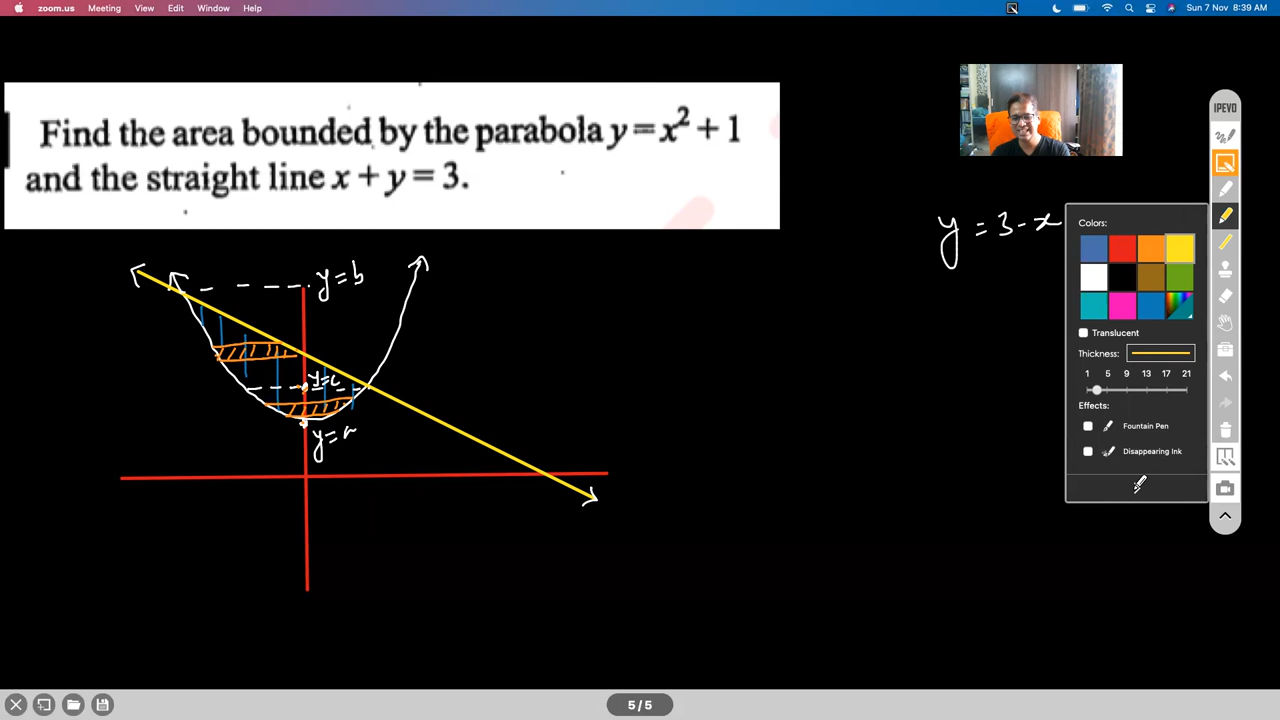 zoom.us Meeting View Edit Window Help Sun 7 Nov 8:39 AM
Find the area bounded by the parabola y = x² + 1
and the straight line x + y = 3.
IPEVO
y = 3 - x
Colors:
y = b
Translucent
Thickness:
y = c
1 5 9 13 17 21
Effects:
Fountain Pen
y = a
Disappearing Ink
5 / 5